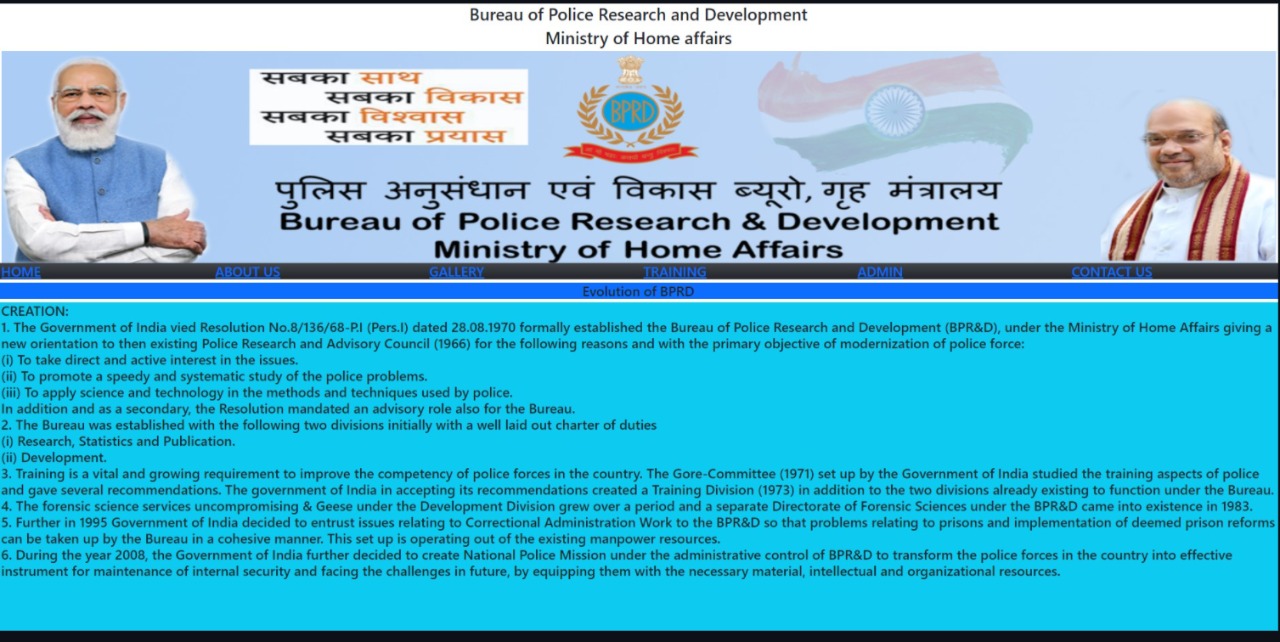 Bureau of Police Research and Development
Ministry of Home affairs
सबका साथ
सबका विकास
सबका विश्वास
सबका प्रयास
BPRD
पुलिस अनुसंधान एवं विकास ब्यूरो, गृह मंत्रालय
Bureau of Police Research & Development
Ministry of Home Affairs
HOME ABOUT US GALLERY TRAINING ADMIN CONTACT US
Evolution of BPRD
CREATION:
1. The Government of India vied Resolution No.8/136/68-P.I (Pers.I) dated 28.08.1970 formally established the Bureau of Police Research and Development (BPR&D), under the Ministry of Home Affairs giving a
new orientation to then existing Police Research and Advisory Council (1966) for the following reasons and with the primary objective of modernization of police force:
(i) To take direct and active interest in the issues.
(ii) To promote a speedy and systematic study of the police problems.
(iii) To apply science and technology in the methods and techniques used by police.
In addition and as a secondary, the Resolution mandated an advisory role also for the Bureau.
2. The Bureau was established with the following two divisions initially with a well laid out charter of duties
(i) Research, Statistics and Publication.
(ii) Development.
3. Training is a vital and growing requirement to improve the competency of police forces in the country. The Gore-Committee (1971) set up by the Government of India studied the training aspects of police
and gave several recommendations. The government of India in accepting its recommendations created a Training Division (1973) in addition to the two divisions already existing to function under the Bureau.
4. The forensic science services uncompromising & Geese under the Development Division grew over a period and a separate Directorate of Forensic Sciences under the BPR&D came into existence in 1983.
5. Further in 1995 Government of India decided to entrust issues relating to Correctional Administration Work to the BPR&D so that problems relating to prisons and implementation of deemed prison reforms
can be taken up by the Bureau in a cohesive manner. This set up is operating out of the existing manpower resources.
6. During the year 2008, the Government of India further decided to create National Police Mission under the administrative control of BPR&D to transform the police forces in the country into effective
instrument for maintenance of internal security and facing the challenges in future, by equipping them with the necessary material, intellectual and organizational resources.